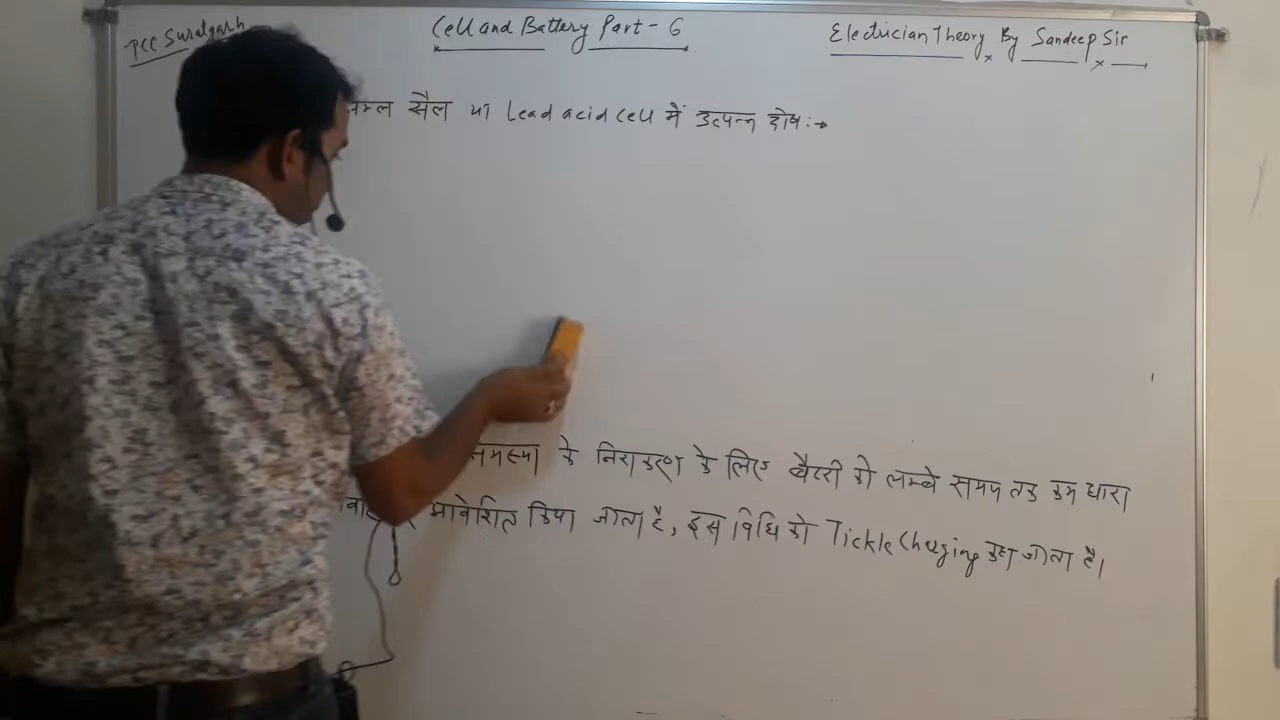 PCC Suratgarh
Cell and Battery Part - 6
Electrician Theory By Sandeep Sir
म्ल सैल या Lead acid cell में उत्पन्न दोष :→
समस्या के निराकरण के लिए बैटरी को लम्बे समय तक कम धारा
आवेशित किया जाता है, इस विधि को Tickle Charging कहा जाता है।